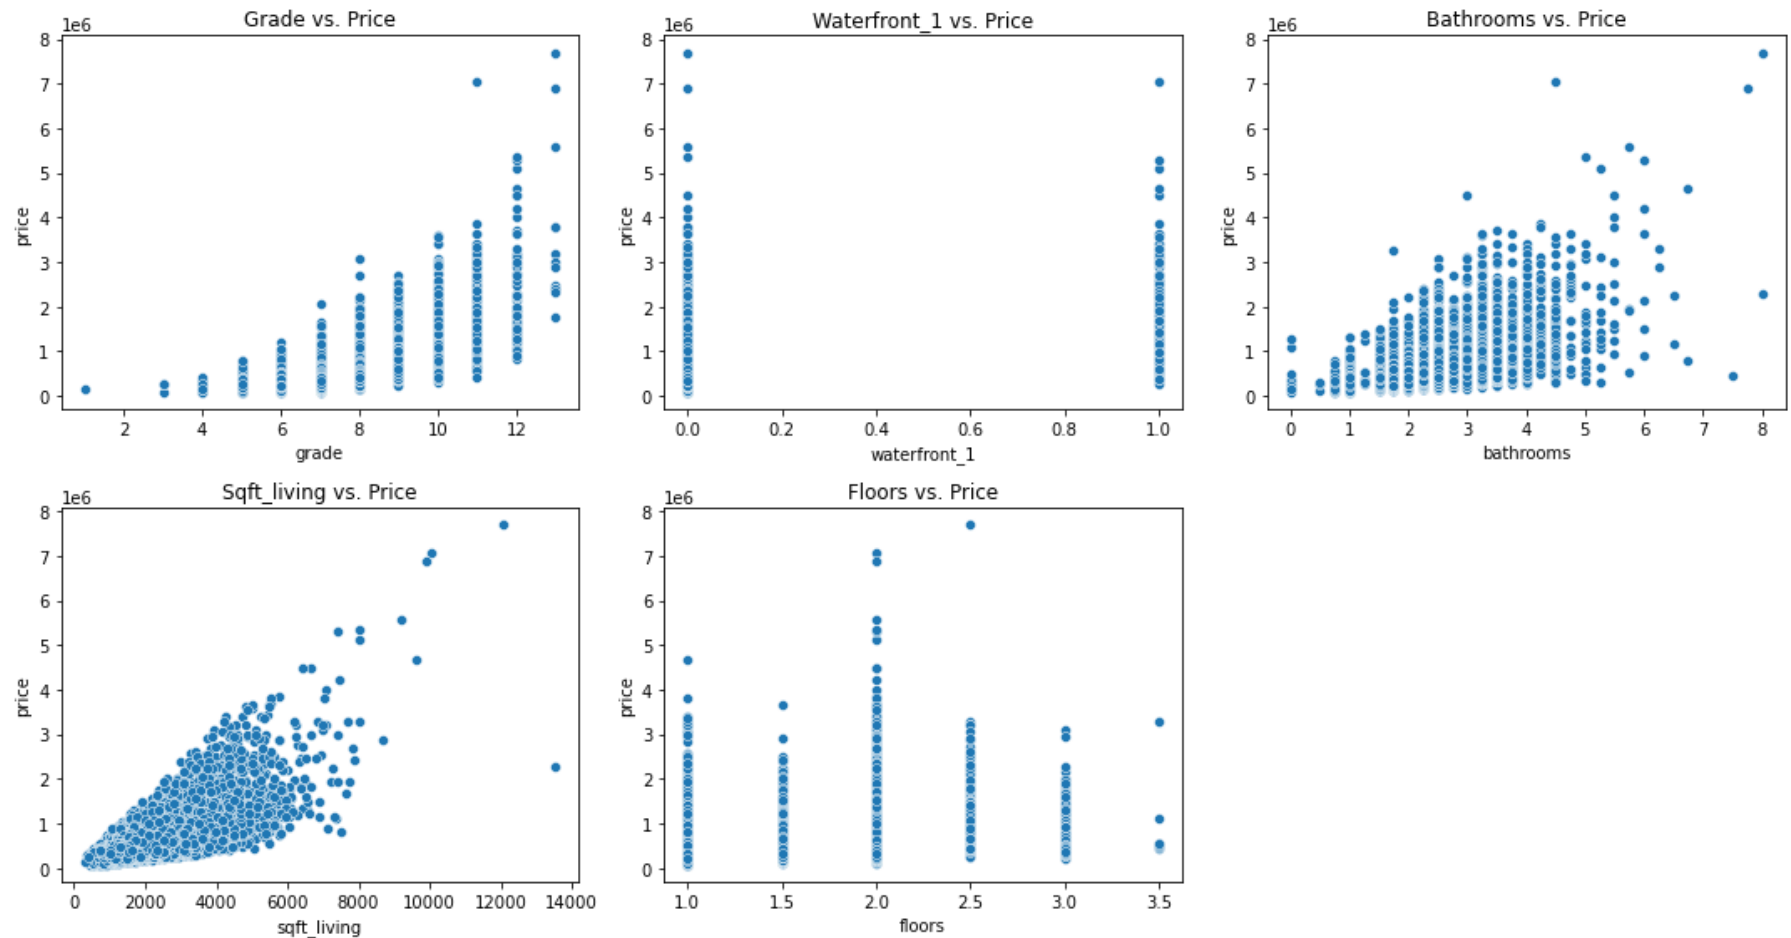 Grade vs. Price
1e6
8
7
6
5
4
3
2
1
0
price
2 4 6 8 10 12
grade
Waterfront_1 vs. Price
1e6
8
7
6
5
4
3
2
1
0
price
0.0 0.2 0.4 0.6 0.8 1.0
waterfront_1
Bathrooms vs. Price
1e6
8
7
6
5
4
3
2
1
0
price
0 1 2 3 4 5 6 7 8
bathrooms
Sqft_living vs. Price
1e6
8
7
6
5
4
3
2
1
0
price
0 2000 4000 6000 8000 10000 12000 14000
sqft_living
Floors vs. Price
1e6
8
7
6
5
4
3
2
1
0
price
1.0 1.5 2.0 2.5 3.0 3.5
floors